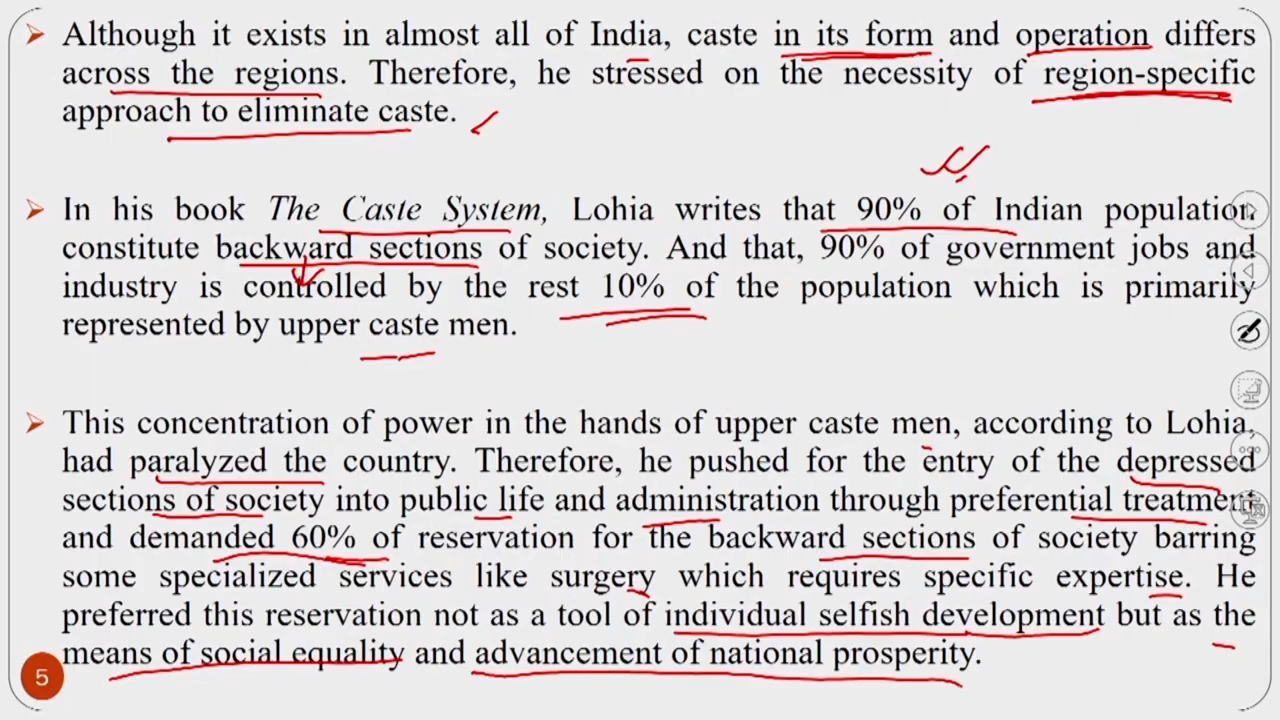 Although it exists in almost all of India, caste in its form and operation differs
across the regions. Therefore, he stressed on the necessity of region-specific
approach to eliminate caste.
In his book The Caste System, Lohia writes that 90% of Indian population
constitute backward sections of society. And that, 90% of government jobs and
industry is controlled by the rest 10% of the population which is primarily
represented by upper caste men.
This concentration of power in the hands of upper caste men, according to Lohia,
had paralyzed the country. Therefore, he pushed for the entry of the depressed
sections of society into public life and administration through preferential treatment
and demanded 60% of reservation for the backward sections of society barring
some specialized services like surgery which requires specific expertise. He
preferred this reservation not as a tool of individual selfish development but as the
means of social equality and advancement of national prosperity.
5